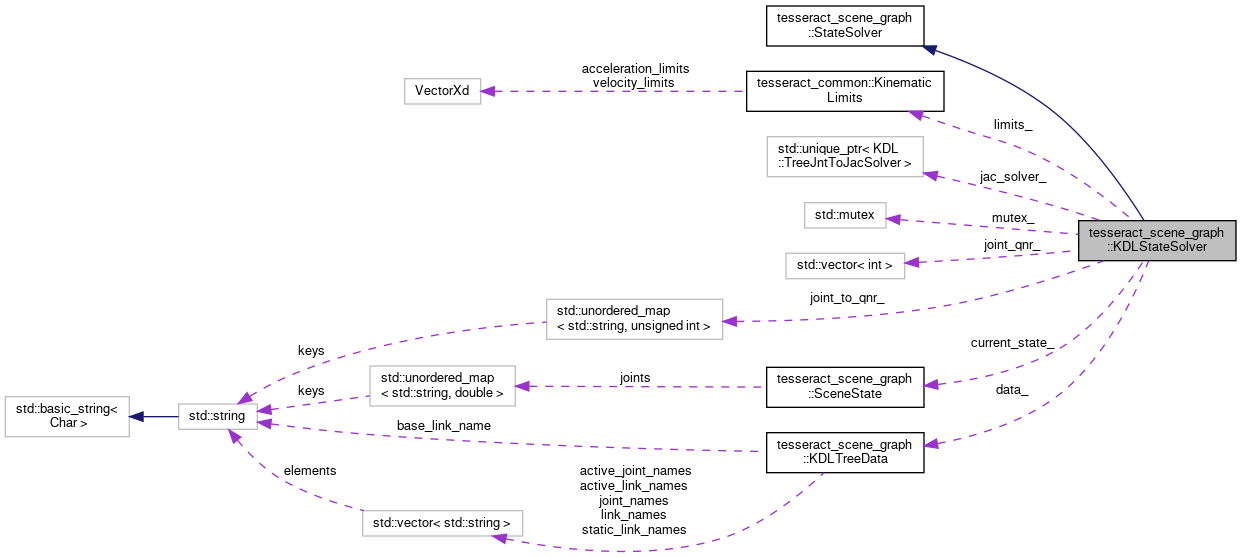 tesseract_scene_graph
::StateSolver
acceleration_limits
velocity_limits
VectorXd
tesseract_common::Kinematic
Limits
limits_
std::unique_ptr< KDL
::TreeJntToJacSolver >
jac_solver_
std::mutex
mutex_
tesseract_scene_graph
::KDLStateSolver
joint_qnr_
std::vector< int >
joint_to_qnr_
std::unordered_map
< std::string, unsigned int >
keys
current_state_
std::unordered_map
< std::string, double >
joints
tesseract_scene_graph
::SceneState
keys
data_
std::basic_string<
Char >
std::string
base_link_name
tesseract_scene_graph
::KDLTreeData
elements
active_joint_names
active_link_names
joint_names
link_names
static_link_names
std::vector< std::string >